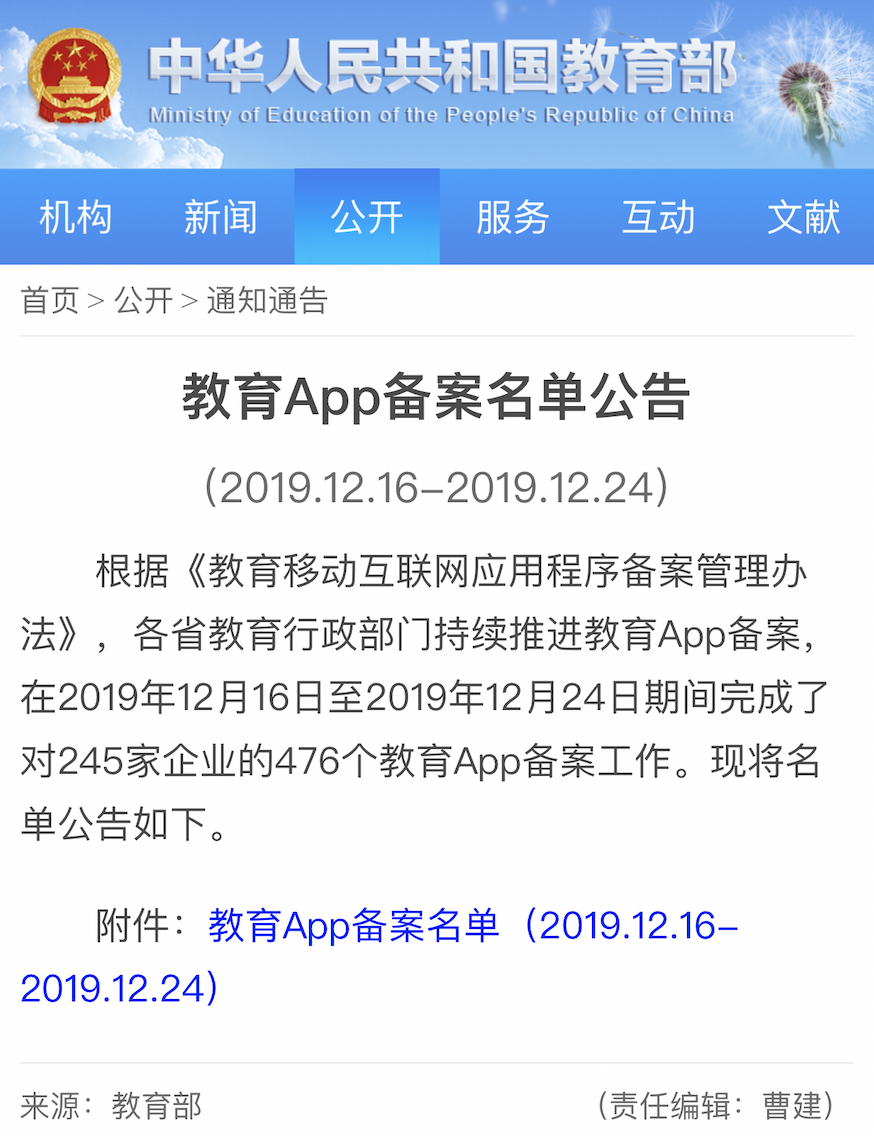 中华人民共和国教育部
Ministry of Education of the People's Republic of China
机构 新闻 公开 服务 互动 文献
首页 > 公开 > 通知通告
教育App备案名单公告
（2019.12.16-2019.12.24）
根据《教育移动互联网应用程序备案管理办
法》，各省教育行政部门持续推进教育App备案，
在2019年12月16日至2019年12月24日期间完成了
对245家企业的476个教育App备案工作。现将名
单公告如下。
附件：教育App备案名单（2019.12.16-
2019.12.24）
来源：教育部 （责任编辑：曹建）